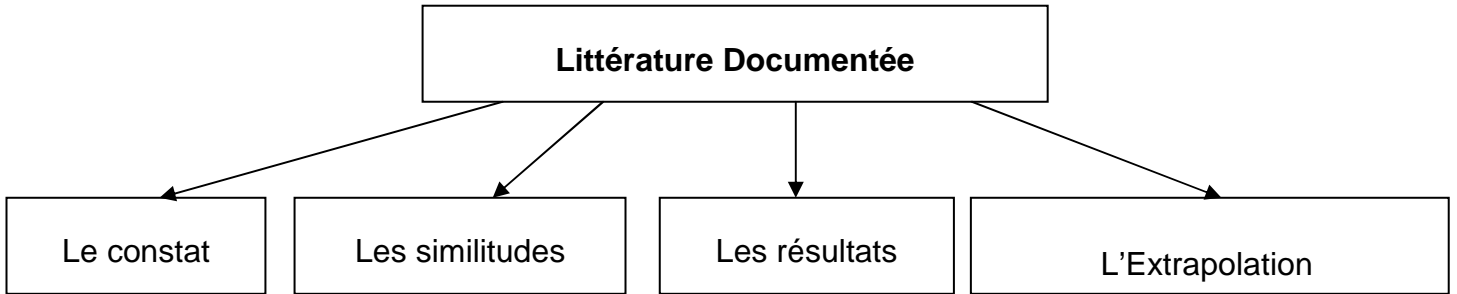 Littérature Documentée
Le constat
Les similitudes
Les résultats
L’Extrapolation